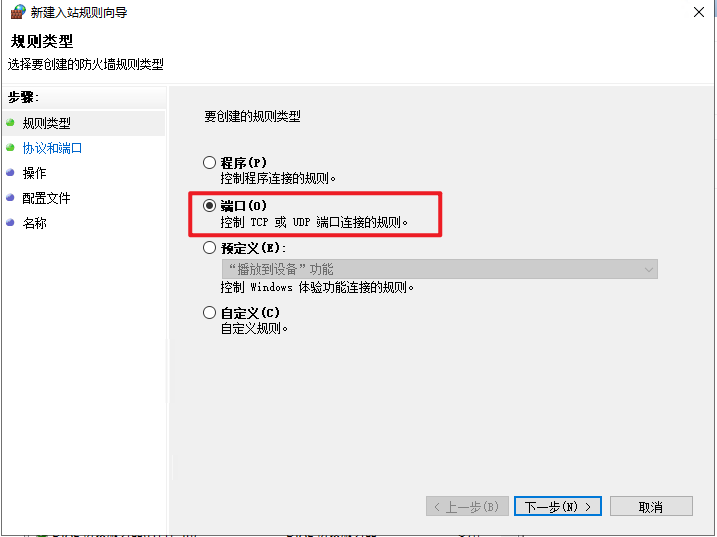 新建入站规则向导
规则类型
选择要创建的防火墙规则类型
步骤:
规则类型
协议和端口
操作
配置文件
名称
要创建的规则类型
程序(P)
控制程序连接的规则。
端口(O)
控制 TCP 或 UDP 端口连接的规则。
预定义(E):
“播放到设备”功能
控制 Windows 体验功能连接的规则。
自定义(C)
自定义规则。
< 上一步(B)
下一步(N) >
取消